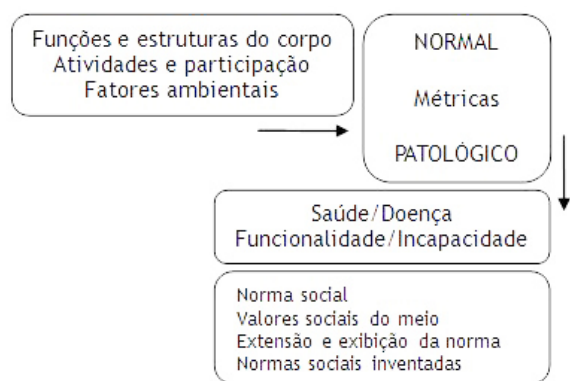 Funções e estruturas do corpo
Atividades e participação
Fatores ambientais
NORMAL
Métricas
PATOLÓGICO
Saúde/Doença
Funcionalidade/Incapacidade
Norma social
Valores sociais do meio
Extensão e exibição da norma
Normas sociais inventadas